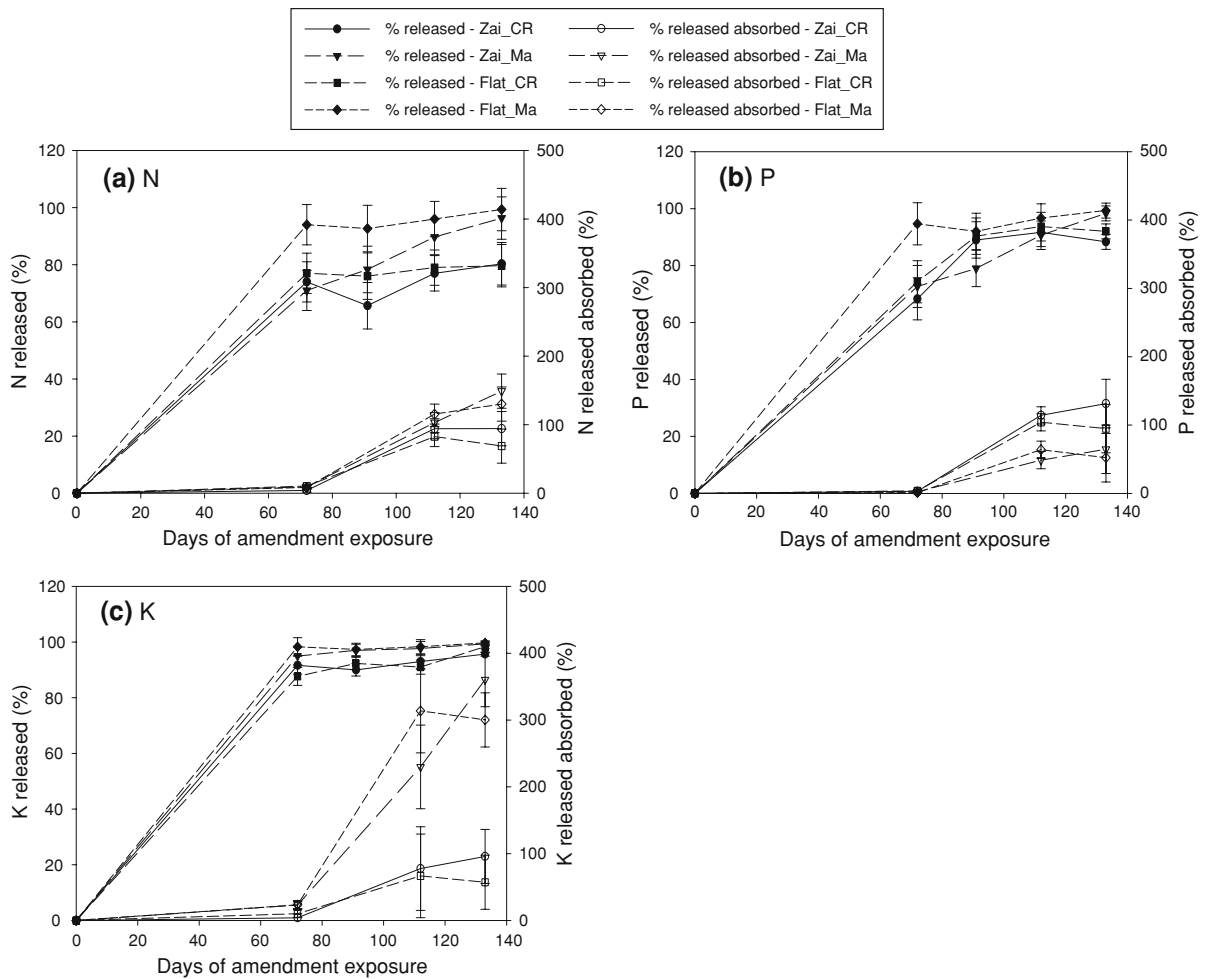 % released - Zai_CR
% released absorbed - Zai_CR
% released - Zai_Ma
% released absorbed - Zai_Ma
% released - Flat_CR
% released absorbed - Flat_CR
% released - Flat_Ma
% released absorbed - Flat_Ma
(a) N
N released (%)
120
100
80
60
40
20
0
0 20 40 60 80 100 120 140
Days of amendment exposure
500
400
300
200
100
0
N released absorbed (%)
(b) P
P released (%)
120
100
80
60
40
20
0
0 20 40 60 80 100 120 140
Days of amendment exposure
500
400
300
200
100
0
P released absorbed (%)
(c) K
K released (%)
120
100
80
60
40
20
0
0 20 40 60 80 100 120 140
Days of amendment exposure
500
400
300
200
100
0
K released absorbed (%)